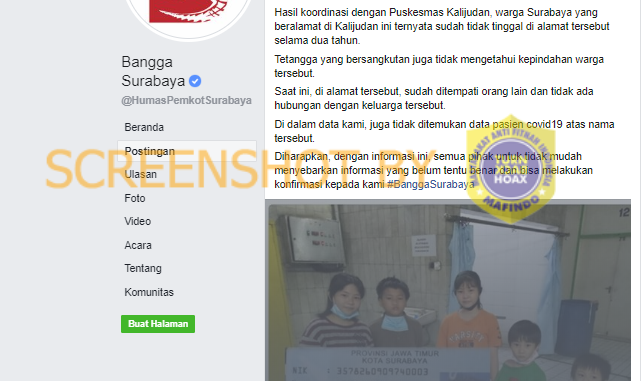 Bangga
Surabaya
@HumasPemkotSurabaya
Beranda
Postingan
Ulasan
Foto
Video
Acara
Tentang
Komunitas
Buat Halaman
Hasil koordinasi dengan Puskesmas Kalijudan, warga Surabaya yang
beralamat di Kalijudan ini ternyata sudah tidak tinggal di alamat tersebut
selama dua tahun.
Tetangga yang bersangkutan juga tidak mengetahui kepindahan warga
tersebut.
Saat ini, di alamat tersebut, sudah ditempati orang lain dan tidak ada
hubungan dengan keluarga tersebut.
Di dalam data kami, juga tidak ditemukan data pasien covid19 atas nama
tersebut.
Diharapkan, dengan informasi ini, semua pihak untuk tidak mudah
menyebarkan informasi yang belum tentu benar dan bisa melakukan
konfirmasi kepada kami #BanggaSurabaya
SCREENSHOT BY
MASYARAKAT ANTI FITNAH INDONESIA
HOAX
MAFINDO
PROVINSI JAWA TIMUR
KOTA SURABAYA